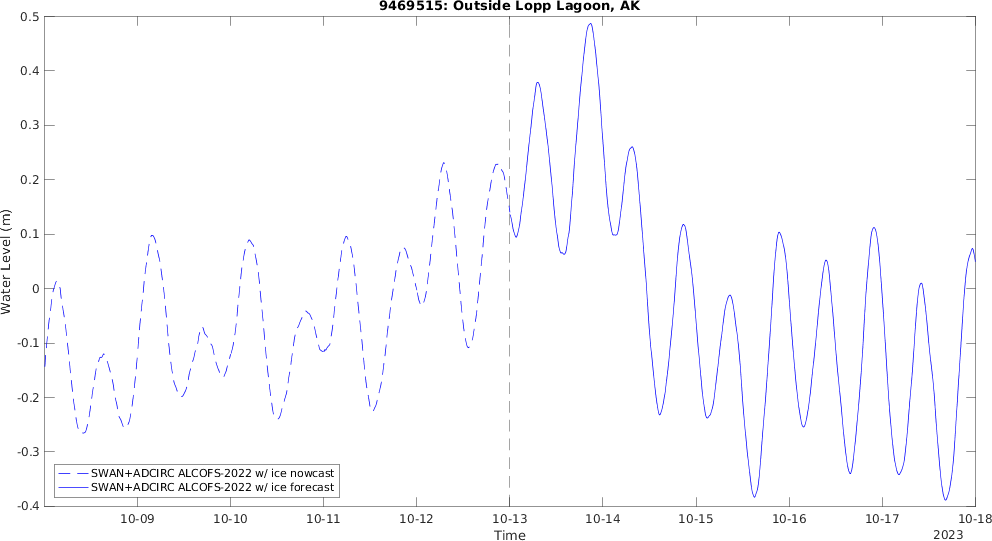 9469515: Outside Lopp Lagoon, AK
0.5
0.4
0.3
0.2
0.1
0
-0.1
-0.2
-0.3
-0.4
Water Level (m)
SWAN+ADCIRC ALCOFS-2022 w/ ice nowcast
SWAN+ADCIRC ALCOFS-2022 w/ ice forecast
10-09 10-10 10-11 10-12 10-13 10-14 10-15 10-16 10-17 10-18
Time
2023